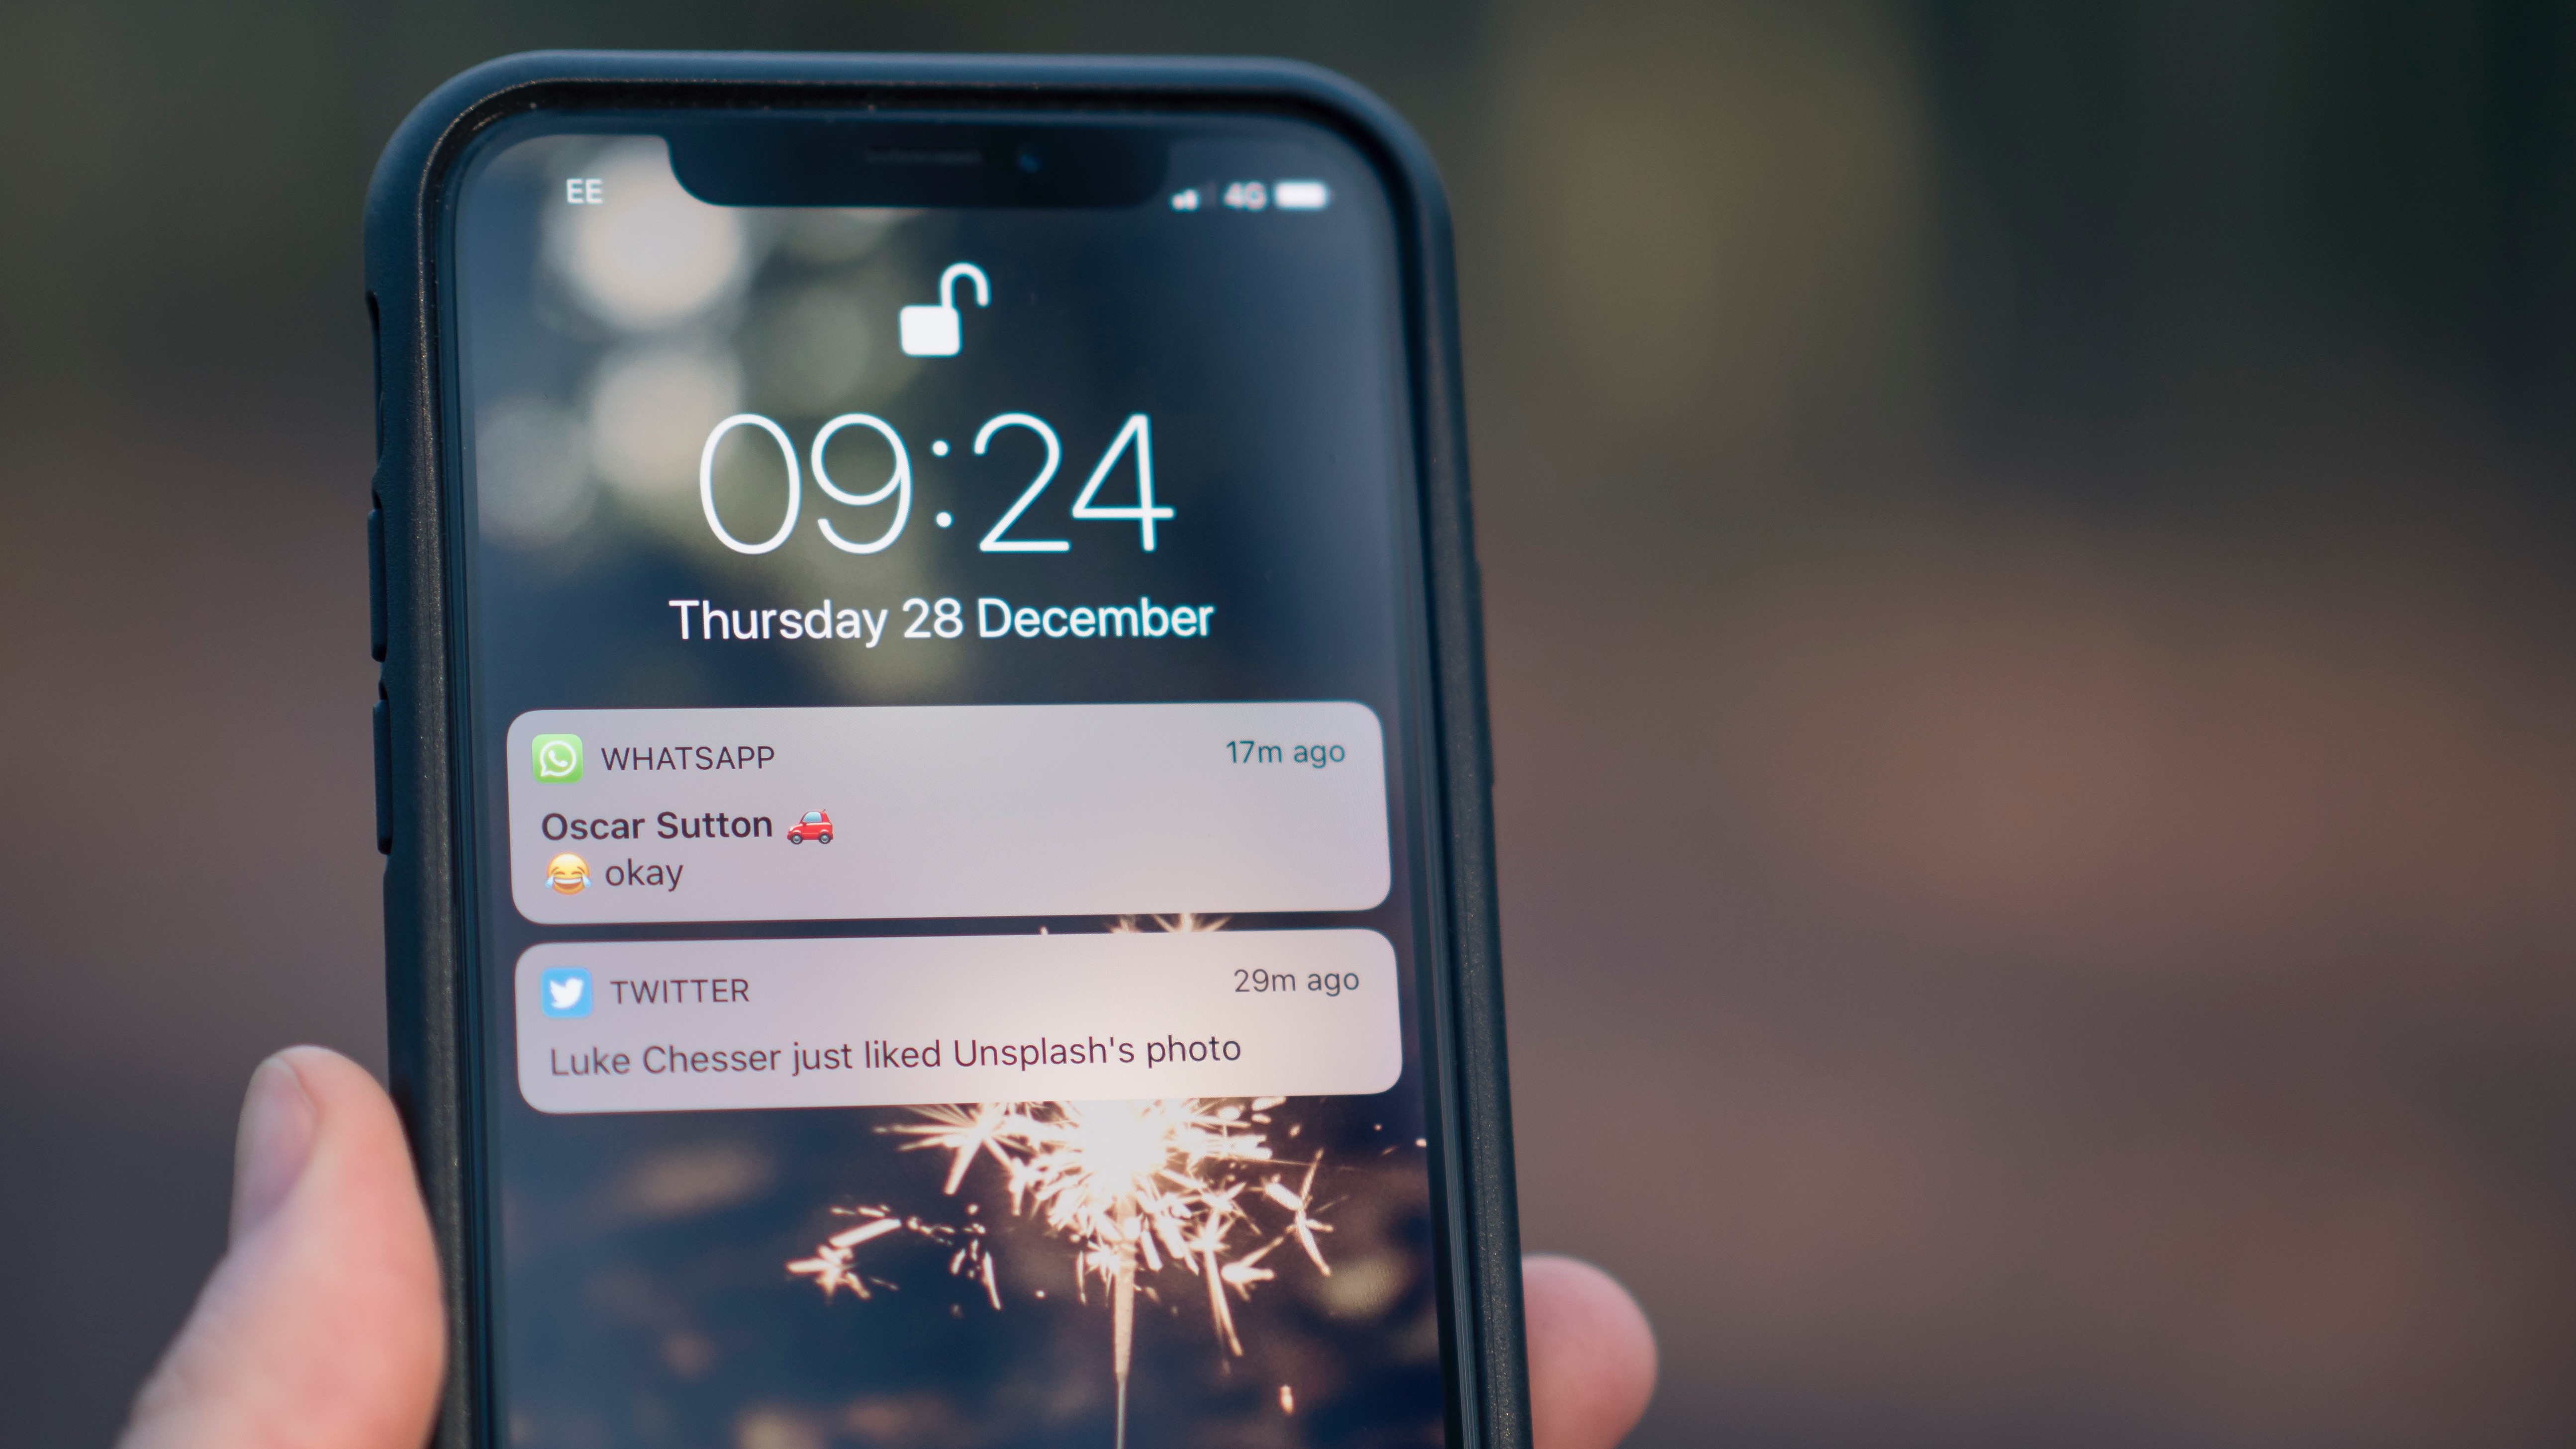 EE 4G
09:24
Thursday 28 December
WHATSAPP 17m ago
Oscar Sutton 🚗
😂 okay
TWITTER 29m ago
Luke Chesser just liked Unsplash's photo